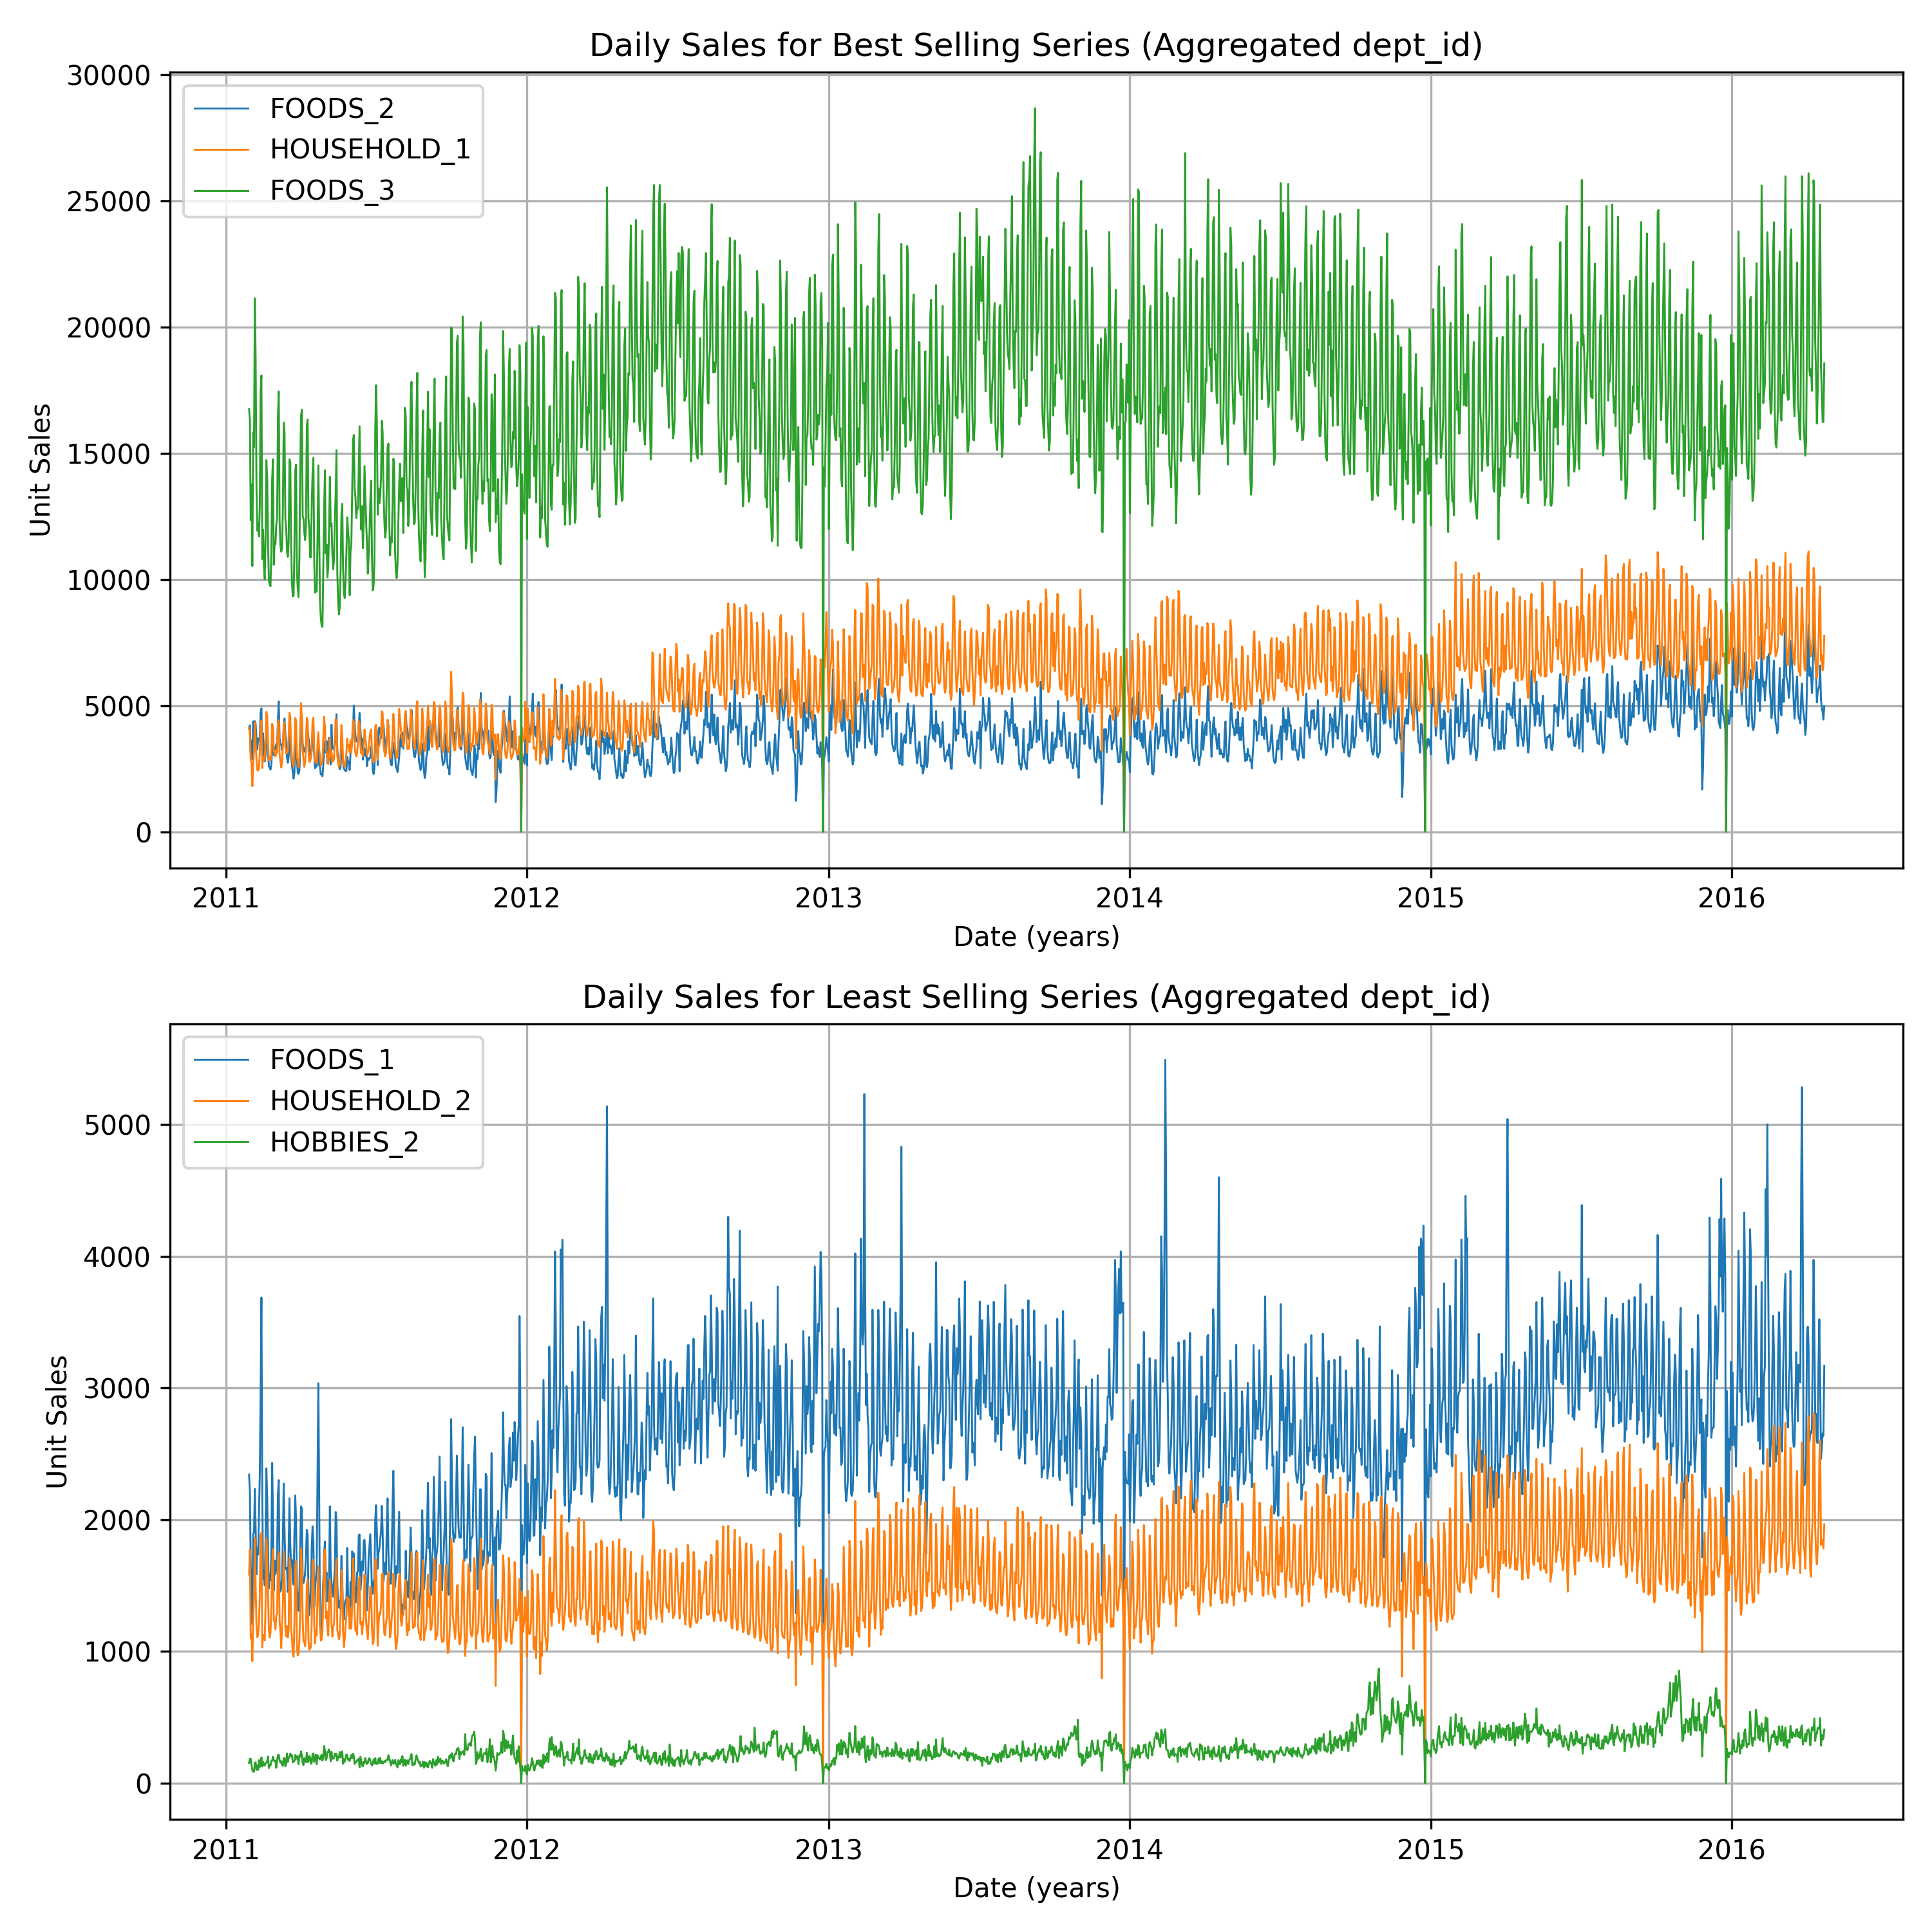 Daily Sales for Best Selling Series (Aggregated dept_id)
30000
25000
20000
15000
10000
5000
0
Unit Sales
FOODS_2
HOUSEHOLD_1
FOODS_3
2011 2012 2013 2014 2015 2016
Date (years)
Daily Sales for Least Selling Series (Aggregated dept_id)
5000
4000
3000
2000
1000
0
Unit Sales
FOODS_1
HOUSEHOLD_2
HOBBIES_2
2011 2012 2013 2014 2015 2016
Date (years)